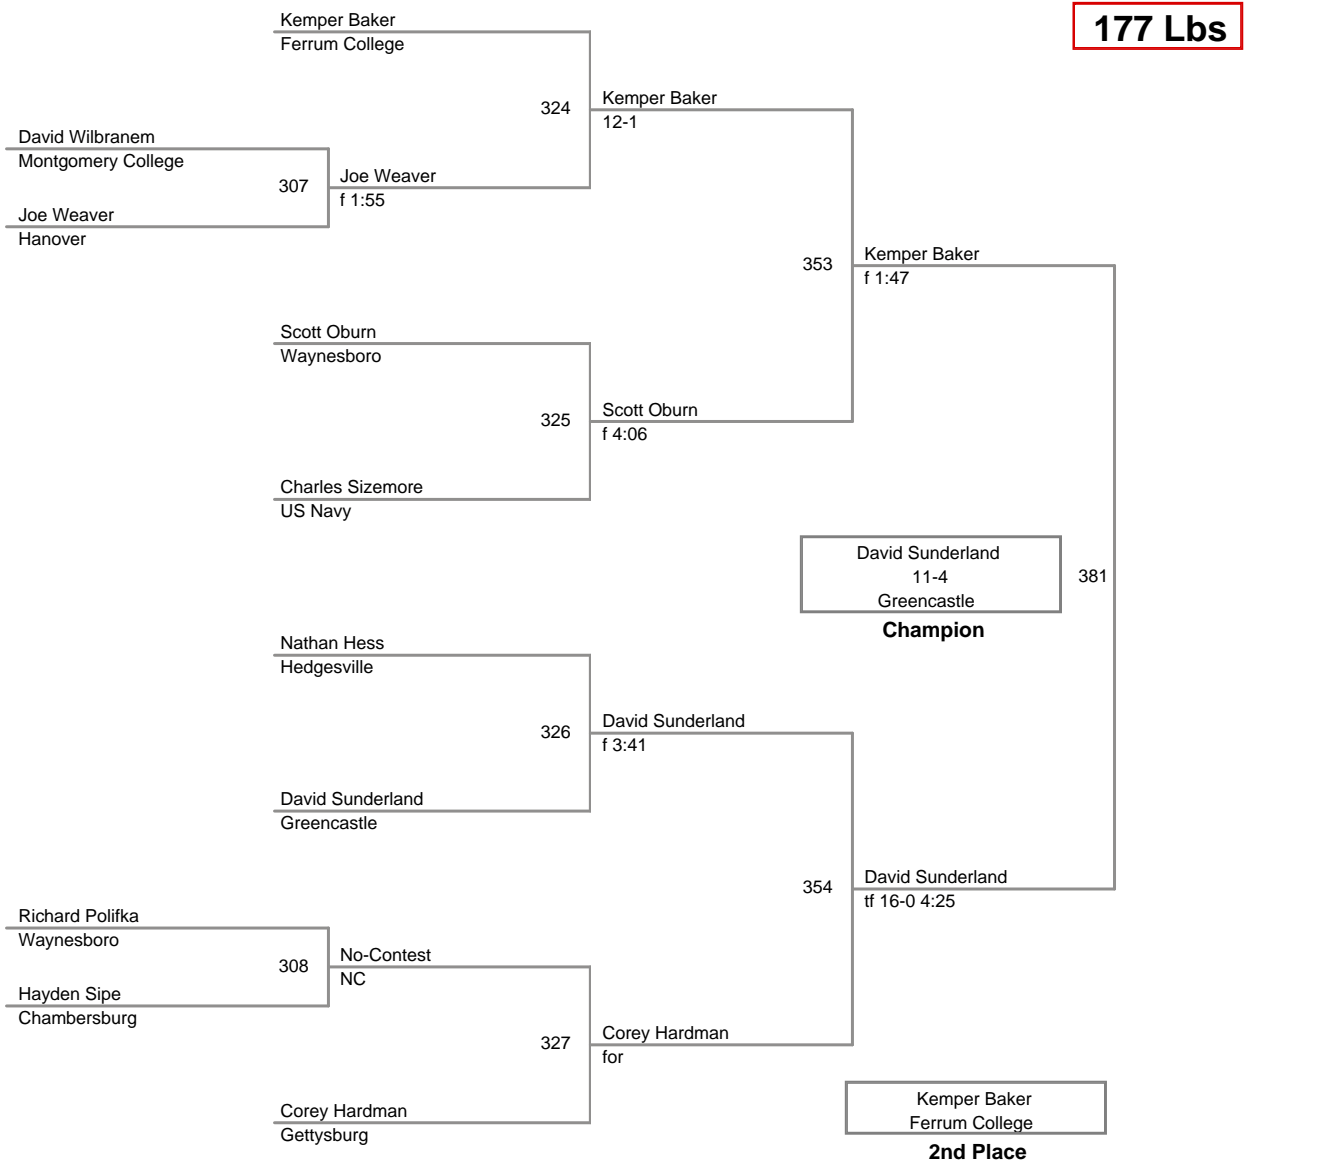 Kemper Baker
Ferrum College
177 Lbs
324
Kemper Baker
12-1
David Wilbranem
Montgomery College
307
Joe Weaver
f 1:55
Joe Weaver
Hanover
353
Kemper Baker
f 1:47
Scott Oburn
Waynesboro
325
Scott Oburn
f 4:06
Charles Sizemore
US Navy
David Sunderland
11-4
Greencastle
Champion
381
Nathan Hess
Hedgesville
326
David Sunderland
f 3:41
David Sunderland
Greencastle
354
David Sunderland
tf 16-0 4:25
Richard Polifka
Waynesboro
308
No-Contest
NC
Hayden Sipe
Chambersburg
327
Corey Hardman
for
Corey Hardman
Gettysburg
Kemper Baker
Ferrum College
2nd Place